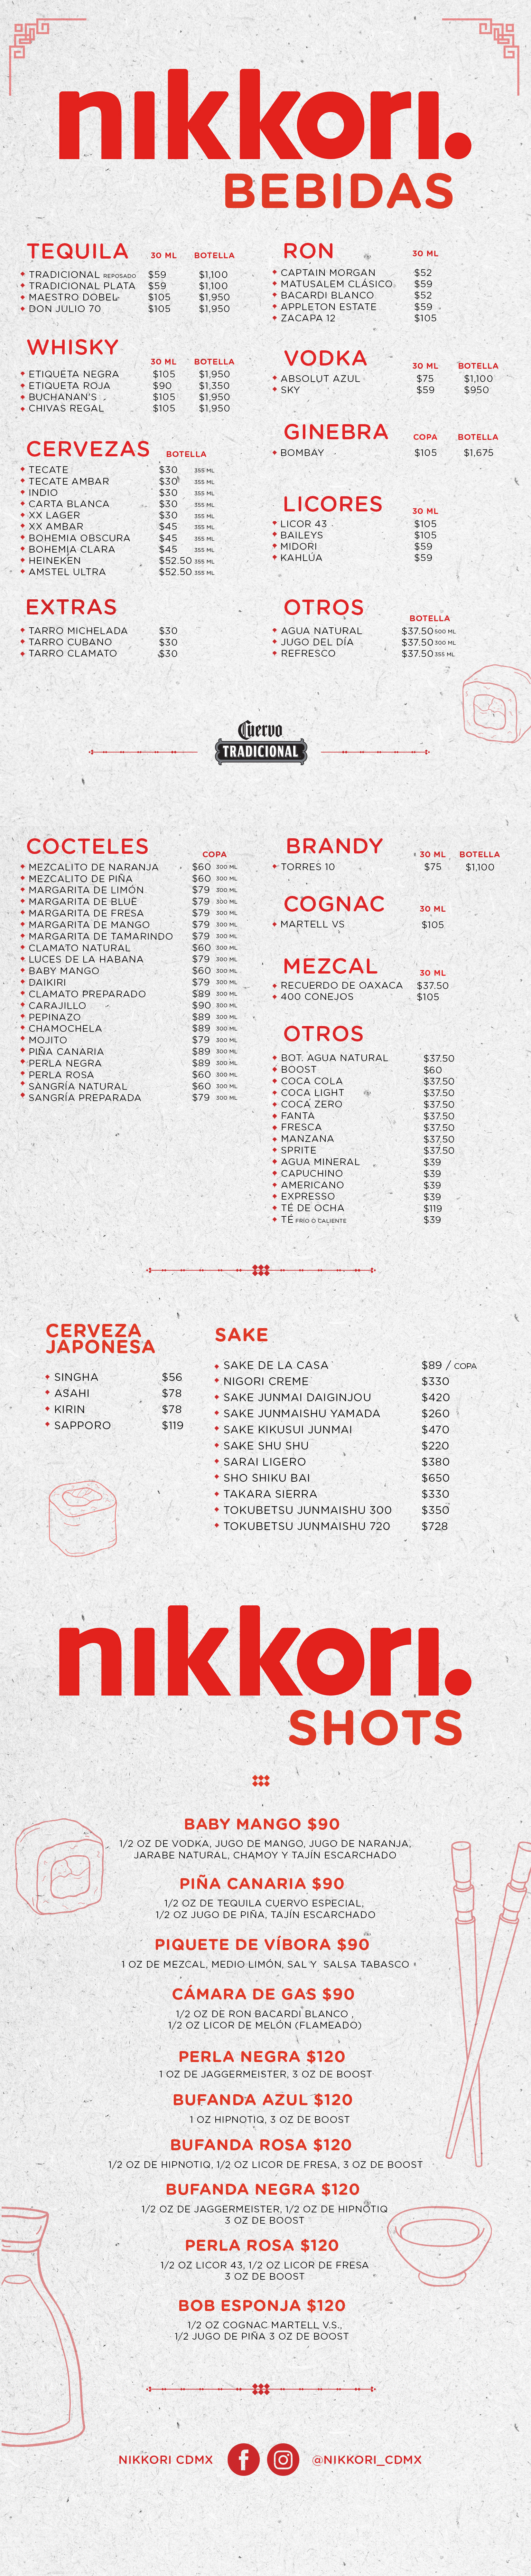 nikkori.
BEBIDAS
TEQUILA 30 ML BOTELLA
TRADICIONAL REPOSADO $59 $1,100
TRADICIONAL PLATA $59 $1,100
MAESTRO DOBEL $105 $1,950
DON JULIO 70 $105 $1,950
WHISKY
30 ML BOTELLA
ETIQUETA NEGRA $105 $1,950
ETIQUETA ROJA $90 $1,350
BUCHANAN'S $105 $1,950
CHIVAS REGAL $105 $1,950
CERVEZAS BOTELLA
TECATE $30 355 ML
TECATE AMBAR $30 355 ML
INDIO $30 355 ML
CARTA BLANCA $30 355 ML
XX LAGER $30 355 ML
XX AMBAR $45 355 ML
BOHEMIA OBSCURA $45 355 ML
BOHEMIA CLARA $45 355 ML
HEINEKEN $52.50 355 ML
AMSTEL ULTRA $52.50 355 ML
EXTRAS
TARRO MICHELADA $30
TARRO CUBANO $30
TARRO CLAMATO $30
RON 30 ML
CAPTAIN MORGAN $52
MATUSALEM CLÁSICO $59
BACARDI BLANCO $52
APPLETON ESTATE $59
ZACAPA 12 $105
VODKA 30 ML BOTELLA
ABSOLUT AZUL $75 $1,100
SKY $59 $950
GINEBRA COPA BOTELLA
BOMBAY $105 $1,675
LICORES 30 ML
LICOR 43 $105
BAILEYS $105
MIDORI $59
KAHLÚA $59
OTROS
BOTELLA
AGUA NATURAL $37.50 500 ML
JUGO DEL DÍA $37.50 300 ML
REFRESCO $37.50 355 ML
Cuervo
TRADICIONAL
COCTELES COPA
MEZCALITO DE NARANJA $60 300 ML
MEZCALITO DE PIÑA $60 300 ML
MARGARITA DE LIMÓN $79 300 ML
MARGARITA DE BLUE $79 300 ML
MARGARITA DE FRESA $79 300 ML
MARGARITA DE MANGO $79 300 ML
MARGARITA DE TAMARINDO $79 300 ML
CLAMATO NATURAL $60 300 ML
LUCES DE LA HABANA $79 300 ML
BABY MANGO $60 300 ML
DAIKIRI $79 300 ML
CLAMATO PREPARADO $89 300 ML
CARAJILLO $90 300 ML
PEPINAZO $89 300 ML
CHAMOCHELA $89 300 ML
MOJITO $79 300 ML
PIÑA CANARIA $89 300 ML
PERLA NEGRA $89 300 ML
PERLA ROSA $60 300 ML
SANGRÍA NATURAL $60 300 ML
SANGRÍA PREPARADA $79 300 ML
BRANDY 30 ML BOTELLA
TORRES 10 $75 $1,100
COGNAC 30 ML
MARTELL VS $105
MEZCAL 30 ML
RECUERDO DE OAXACA $37.50
400 CONEJOS $105
OTROS
BOT. AGUA NATURAL $37.50
BOOST $60
COCA COLA $37.50
COCA LIGHT $37.50
COCA ZERO $37.50
FANTA $37.50
FRESCA $37.50
MANZANA $37.50
SPRITE $37.50
AGUA MINERAL $39
CAPUCHINO $39
AMERICANO $39
EXPRESSO $39
TÉ DE OCHA $119
TÉ FRÍO O CALIENTE $39
CERVEZA
JAPONESA
SINGHA $56
ASAHI $78
KIRIN $78
SAPPORO $119
SAKE
SAKE DE LA CASA $89 / COPA
NIGORI CREME $330
SAKE JUNMAI DAIGINJOU $420
SAKE JUNMAISHU YAMADA $260
SAKE KIKUSUI JUNMAI $470
SAKE SHU SHU $220
SARAI LIGERO $380
SHO SHIKU BAI $650
TAKARA SIERRA $330
TOKUBETSU JUNMAISHU 300 $350
TOKUBETSU JUNMAISHU 720 $728
nikkori.
SHOTS
BABY MANGO $90
1/2 OZ DE VODKA, JUGO DE MANGO, JUGO DE NARANJA,
JARABE NATURAL, CHAMOY Y TAJÍN ESCARCHADO
PIÑA CANARIA $90
1/2 OZ DE TEQUILA CUERVO ESPECIAL,
1/2 OZ JUGO DE PIÑA, TAJÍN ESCARCHADO
PIQUETE DE VÍBORA $90
1 OZ DE MEZCAL, MEDIO LIMÓN, SAL Y SALSA TABASCO
CÁMARA DE GAS $90
1/2 OZ DE RON BACARDI BLANCO ,
1/2 OZ LICOR DE MELÓN (FLAMEADO)
PERLA NEGRA $120
1 OZ DE JAGGERMEISTER, 3 OZ DE BOOST
BUFANDA AZUL $120
1 OZ HIPNOTIQ, 3 OZ DE BOOST
BUFANDA ROSA $120
1/2 OZ DE HIPNOTIQ, 1/2 OZ LICOR DE FRESA, 3 OZ DE BOOST
BUFANDA NEGRA $120
1/2 OZ DE JAGGERMEISTER, 1/2 OZ DE HIPNOTIQ
3 OZ DE BOOST
PERLA ROSA $120
1/2 OZ LICOR 43, 1/2 OZ LICOR DE FRESA
3 OZ DE BOOST
BOB ESPONJA $120
1/2 OZ COGNAC MARTELL V.S.,
1/2 JUGO DE PIÑA 3 OZ DE BOOST
NIKKORI CDMX @NIKKORI_CDMX